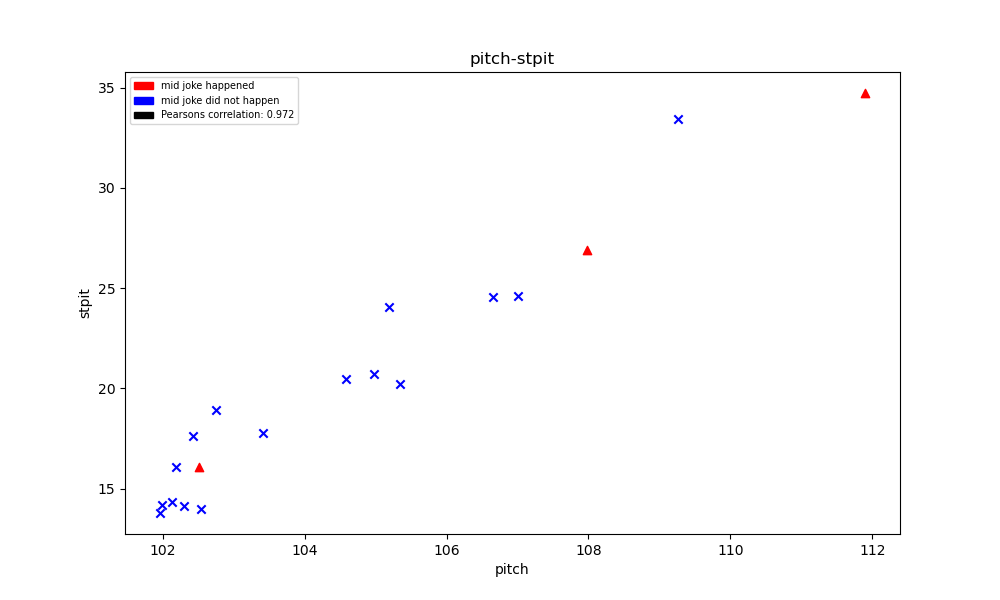 pitch-stpit
mid joke happened
mid joke did not happen
Pearsons correlation: 0.972
35
30
25
20
15
stpit
102
104
106
108
110
112
pitch